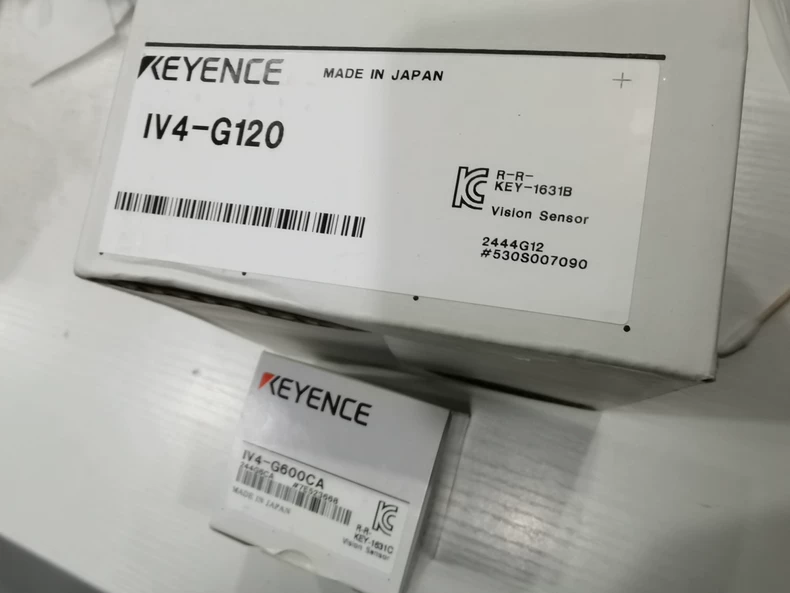 KEYENCE MADE IN JAPAN
IV4-G120
R-R-
KEY-1631B
Vision Sensor
2444G12
#530S007090
KEYENCE
IV4-G600CA
MADE IN JAPAN
R-R-
KEY-1631C
Vision Sensor